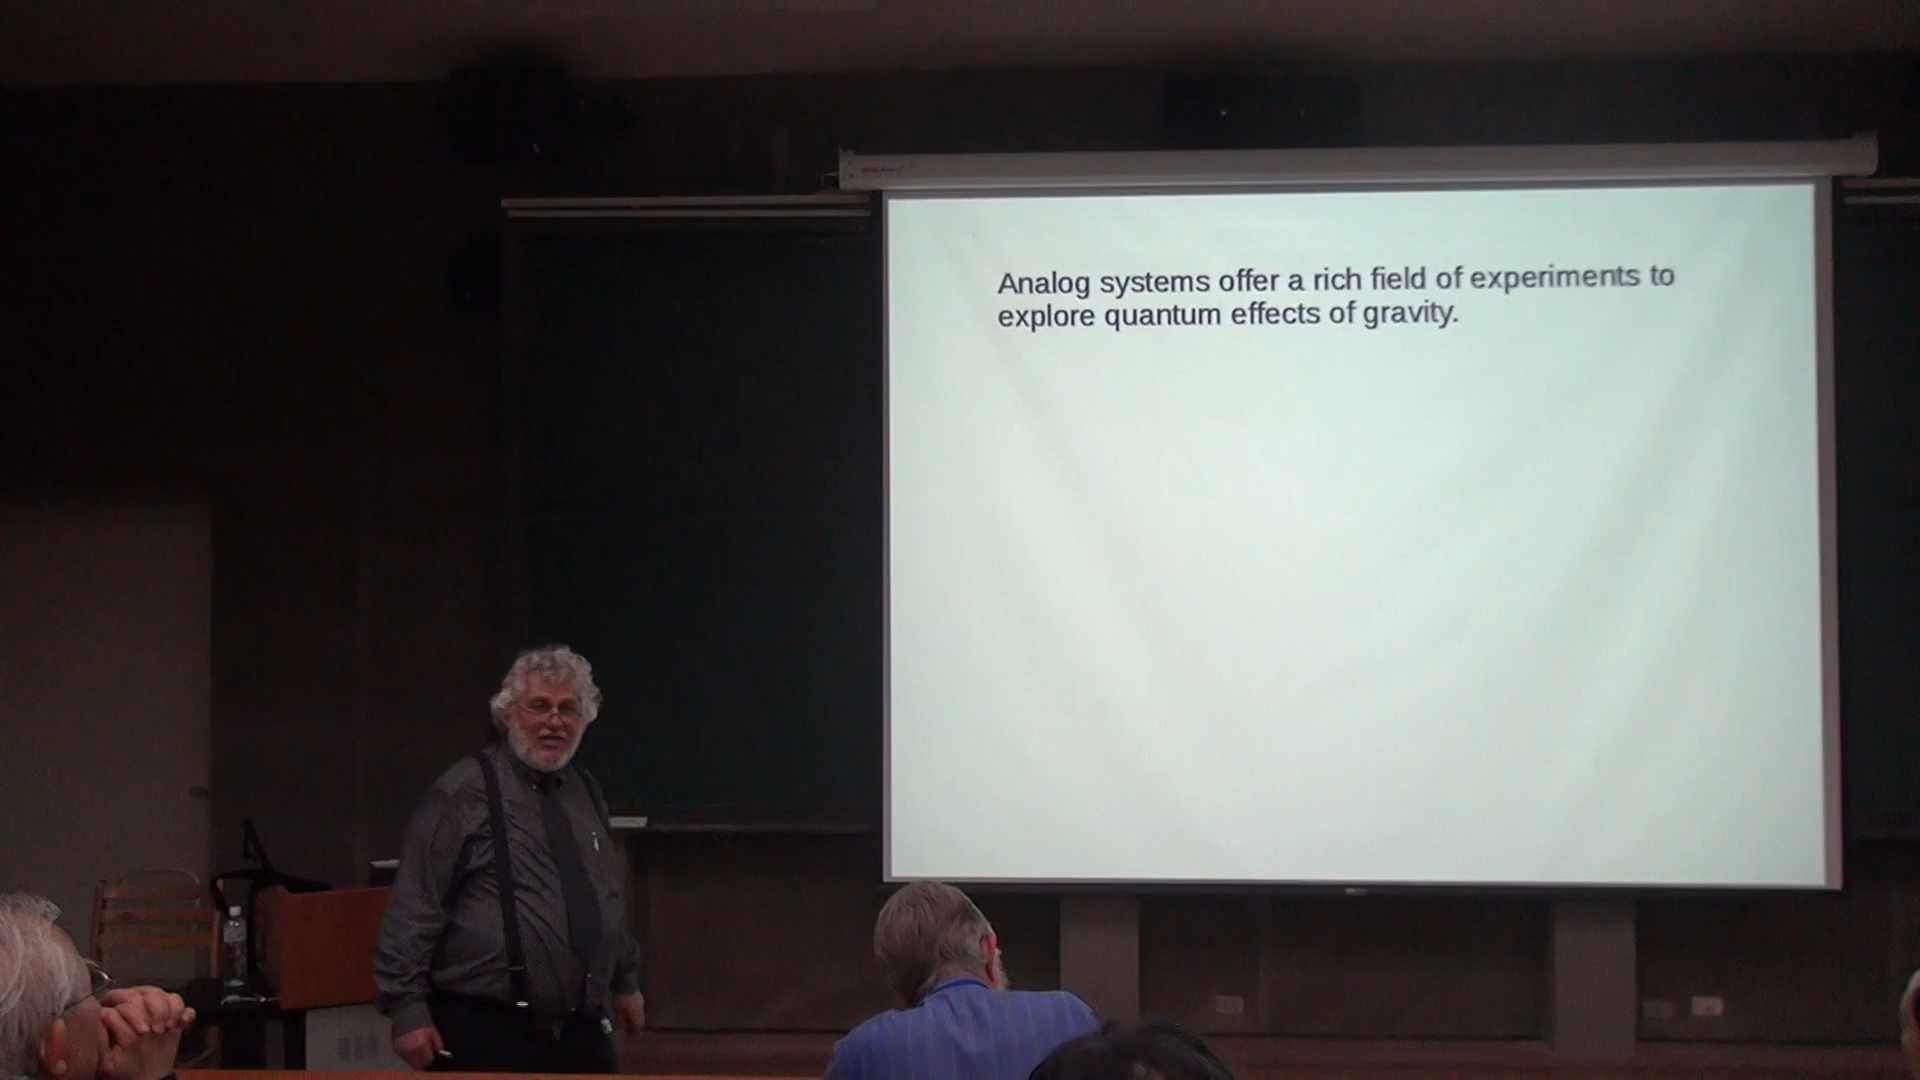 Analog systems offer a rich field of experiments to
explore quantum effects of gravity.